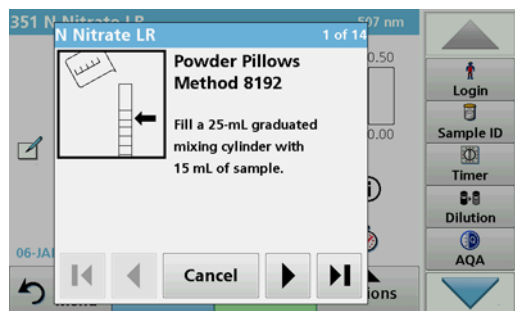 351 N Nitrate LR
507 nm
N Nitrate LR
1 of 14
Powder Pillows
Method 8192
Fill a 25-mL graduated
mixing cylinder with
15 mL of sample.
0.50
0.00
06-JA
Cancel
Login
Sample ID
Timer
Dilution
AQA